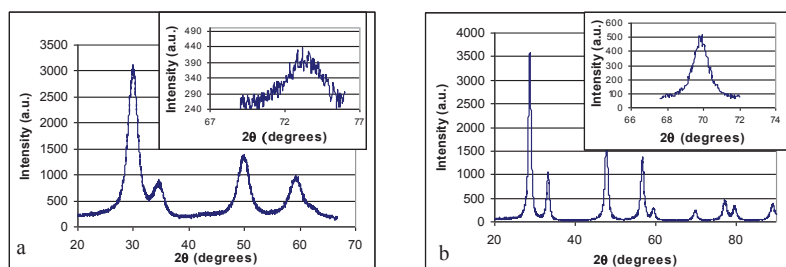 3500
3000
2500
2000
1500
1000
500
0
Intensity (a.u.)
20 30 40 50 60 70
2θ (degrees)
490
440
390
340
290
240
Intensity (a.u.)
67 72 77
2θ (degrees)
a
4000
3500
3000
2500
2000
1500
1000
500
0
Intensity (a.u.)
20 40 60 80
2θ (degrees)
600
500
400
300
200
100
0
Intensity (a.u.)
66 68 70 72 74
2θ (degrees)
b